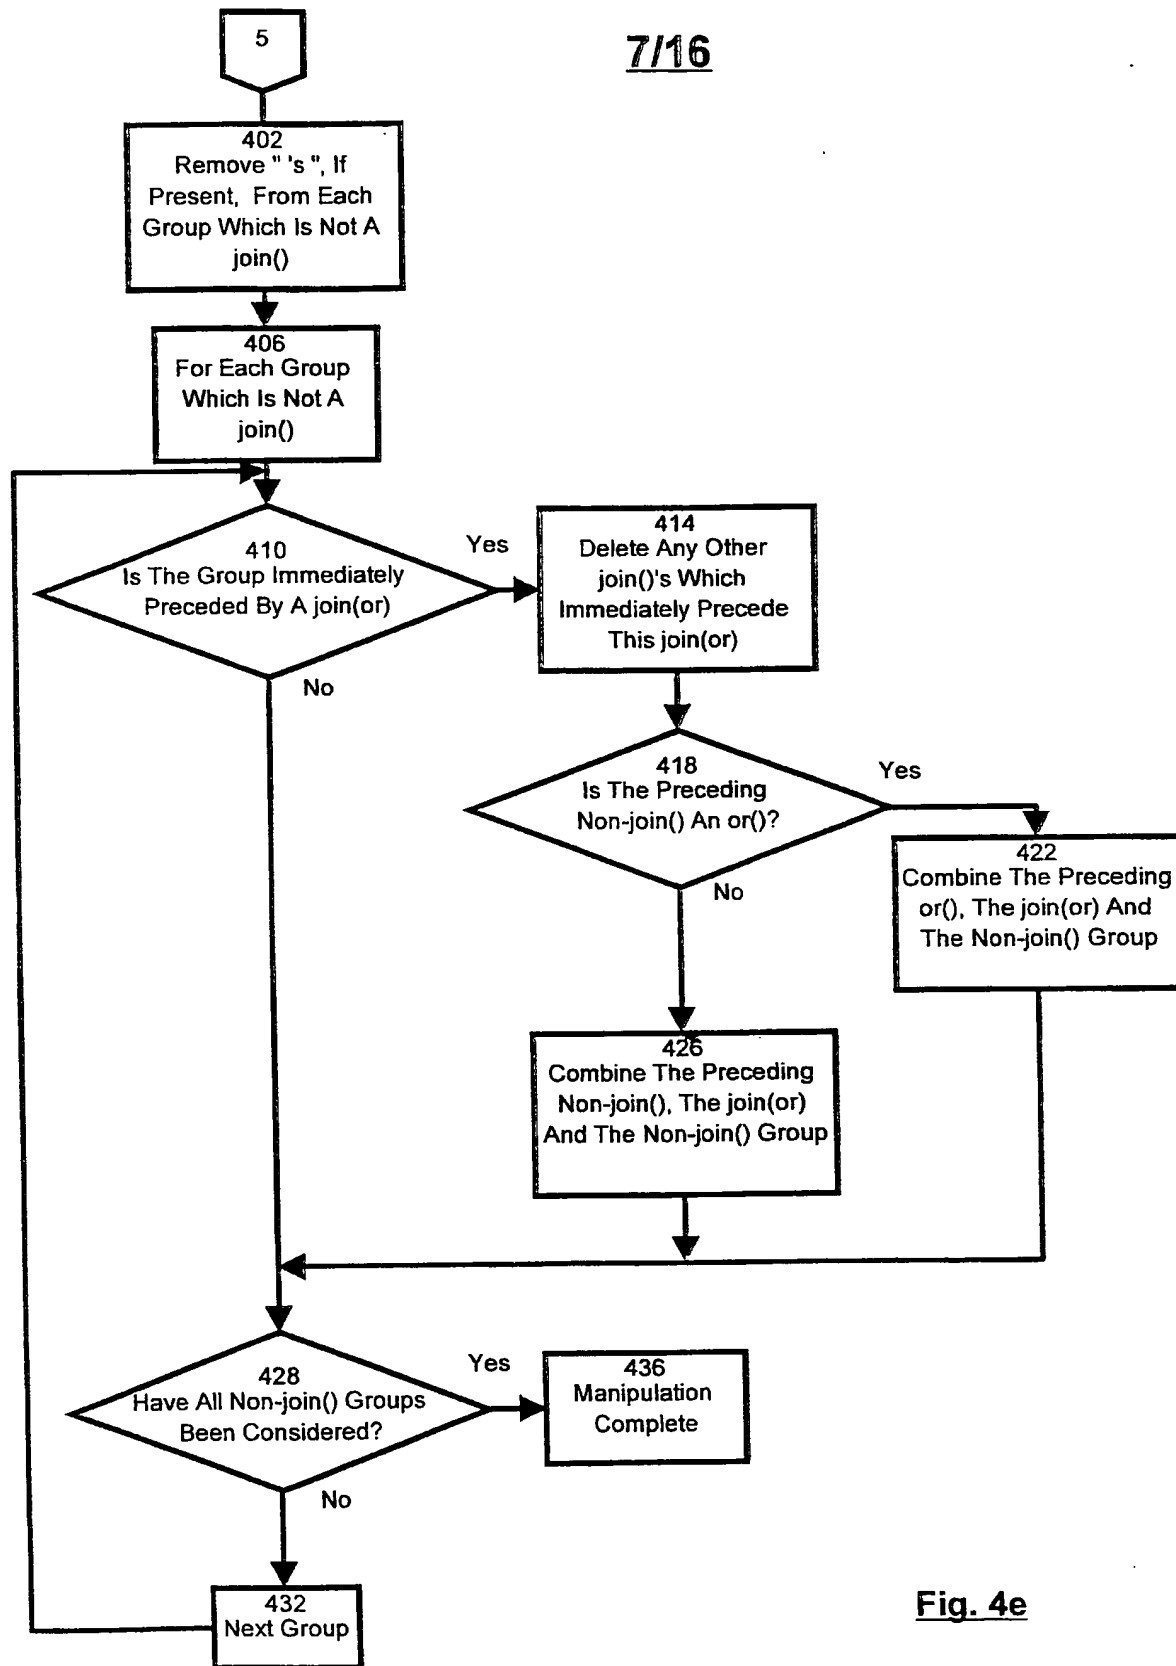 5
7/16
402
Remove " 's ", If
Present, From Each
Group Which Is Not A
join()
406
For Each Group
Which Is Not A
join()
410
Is The Group Immediately
Preceded By A join(or)
Yes
No
414
Delete Any Other
join()'s Which
Immediately Precede
This join(or)
418
Is The Preceding
Non-join() An or()?
Yes
No
422
Combine The Preceding
or(), The join(or) And
The Non-join() Group
426
Combine The Preceding
Non-join(), The join(or)
And The Non-join() Group
428
Have All Non-join() Groups
Been Considered?
Yes
No
436
Manipulation
Complete
432
Next Group
Fig. 4e